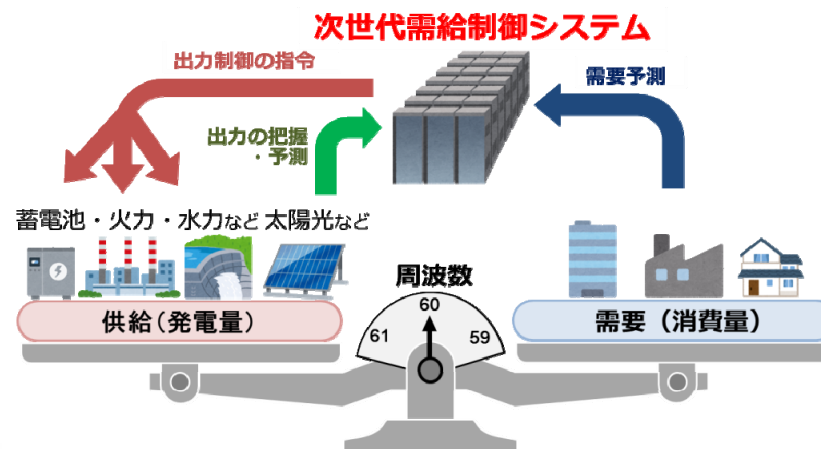 次世代需給制御システム
出力制御の指令
需要予測
出力の把握
・予測
蓄電池・火力・水力など 太陽光など
周波数
60
61
59
供給(発電量)
需要（消費量）